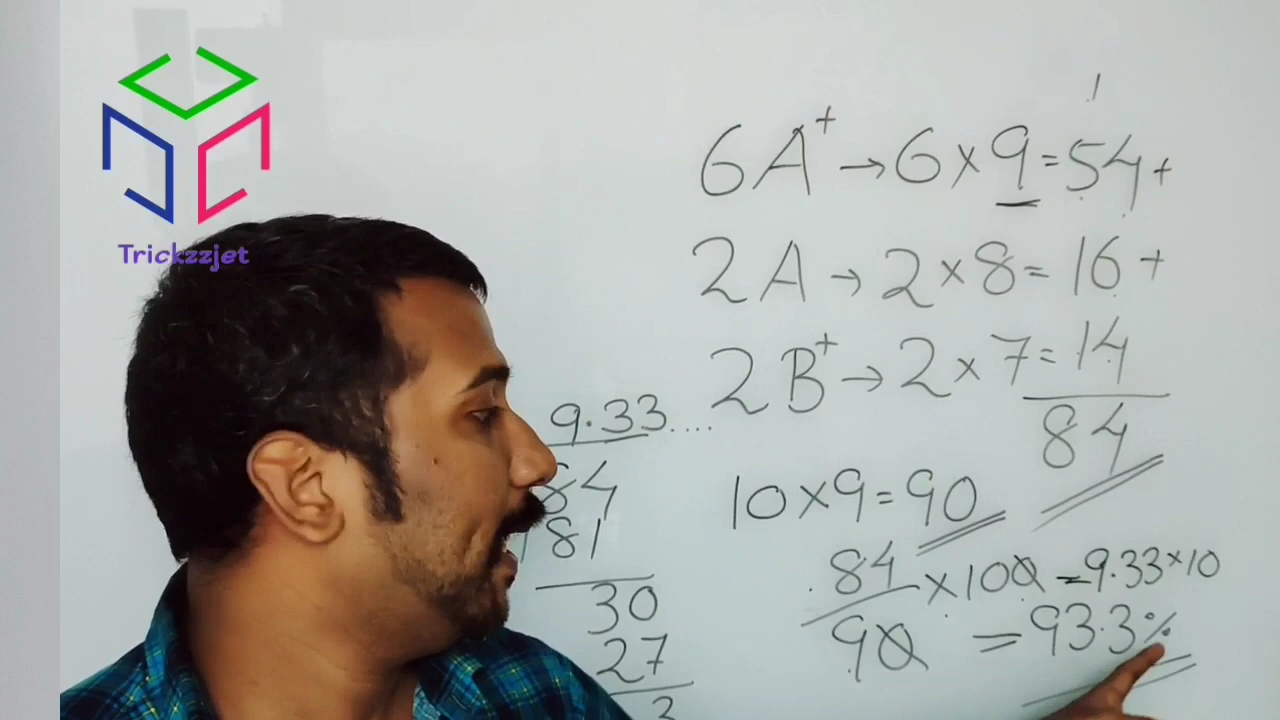 Trickzzjet
6A+ → 6×9=54+
2A → 2×8=16+
2B+ → 2×7=14
84
10×9=90
84/90 ×100 =9.33×10
=93.3%
9.33....
84
81
30
27
3